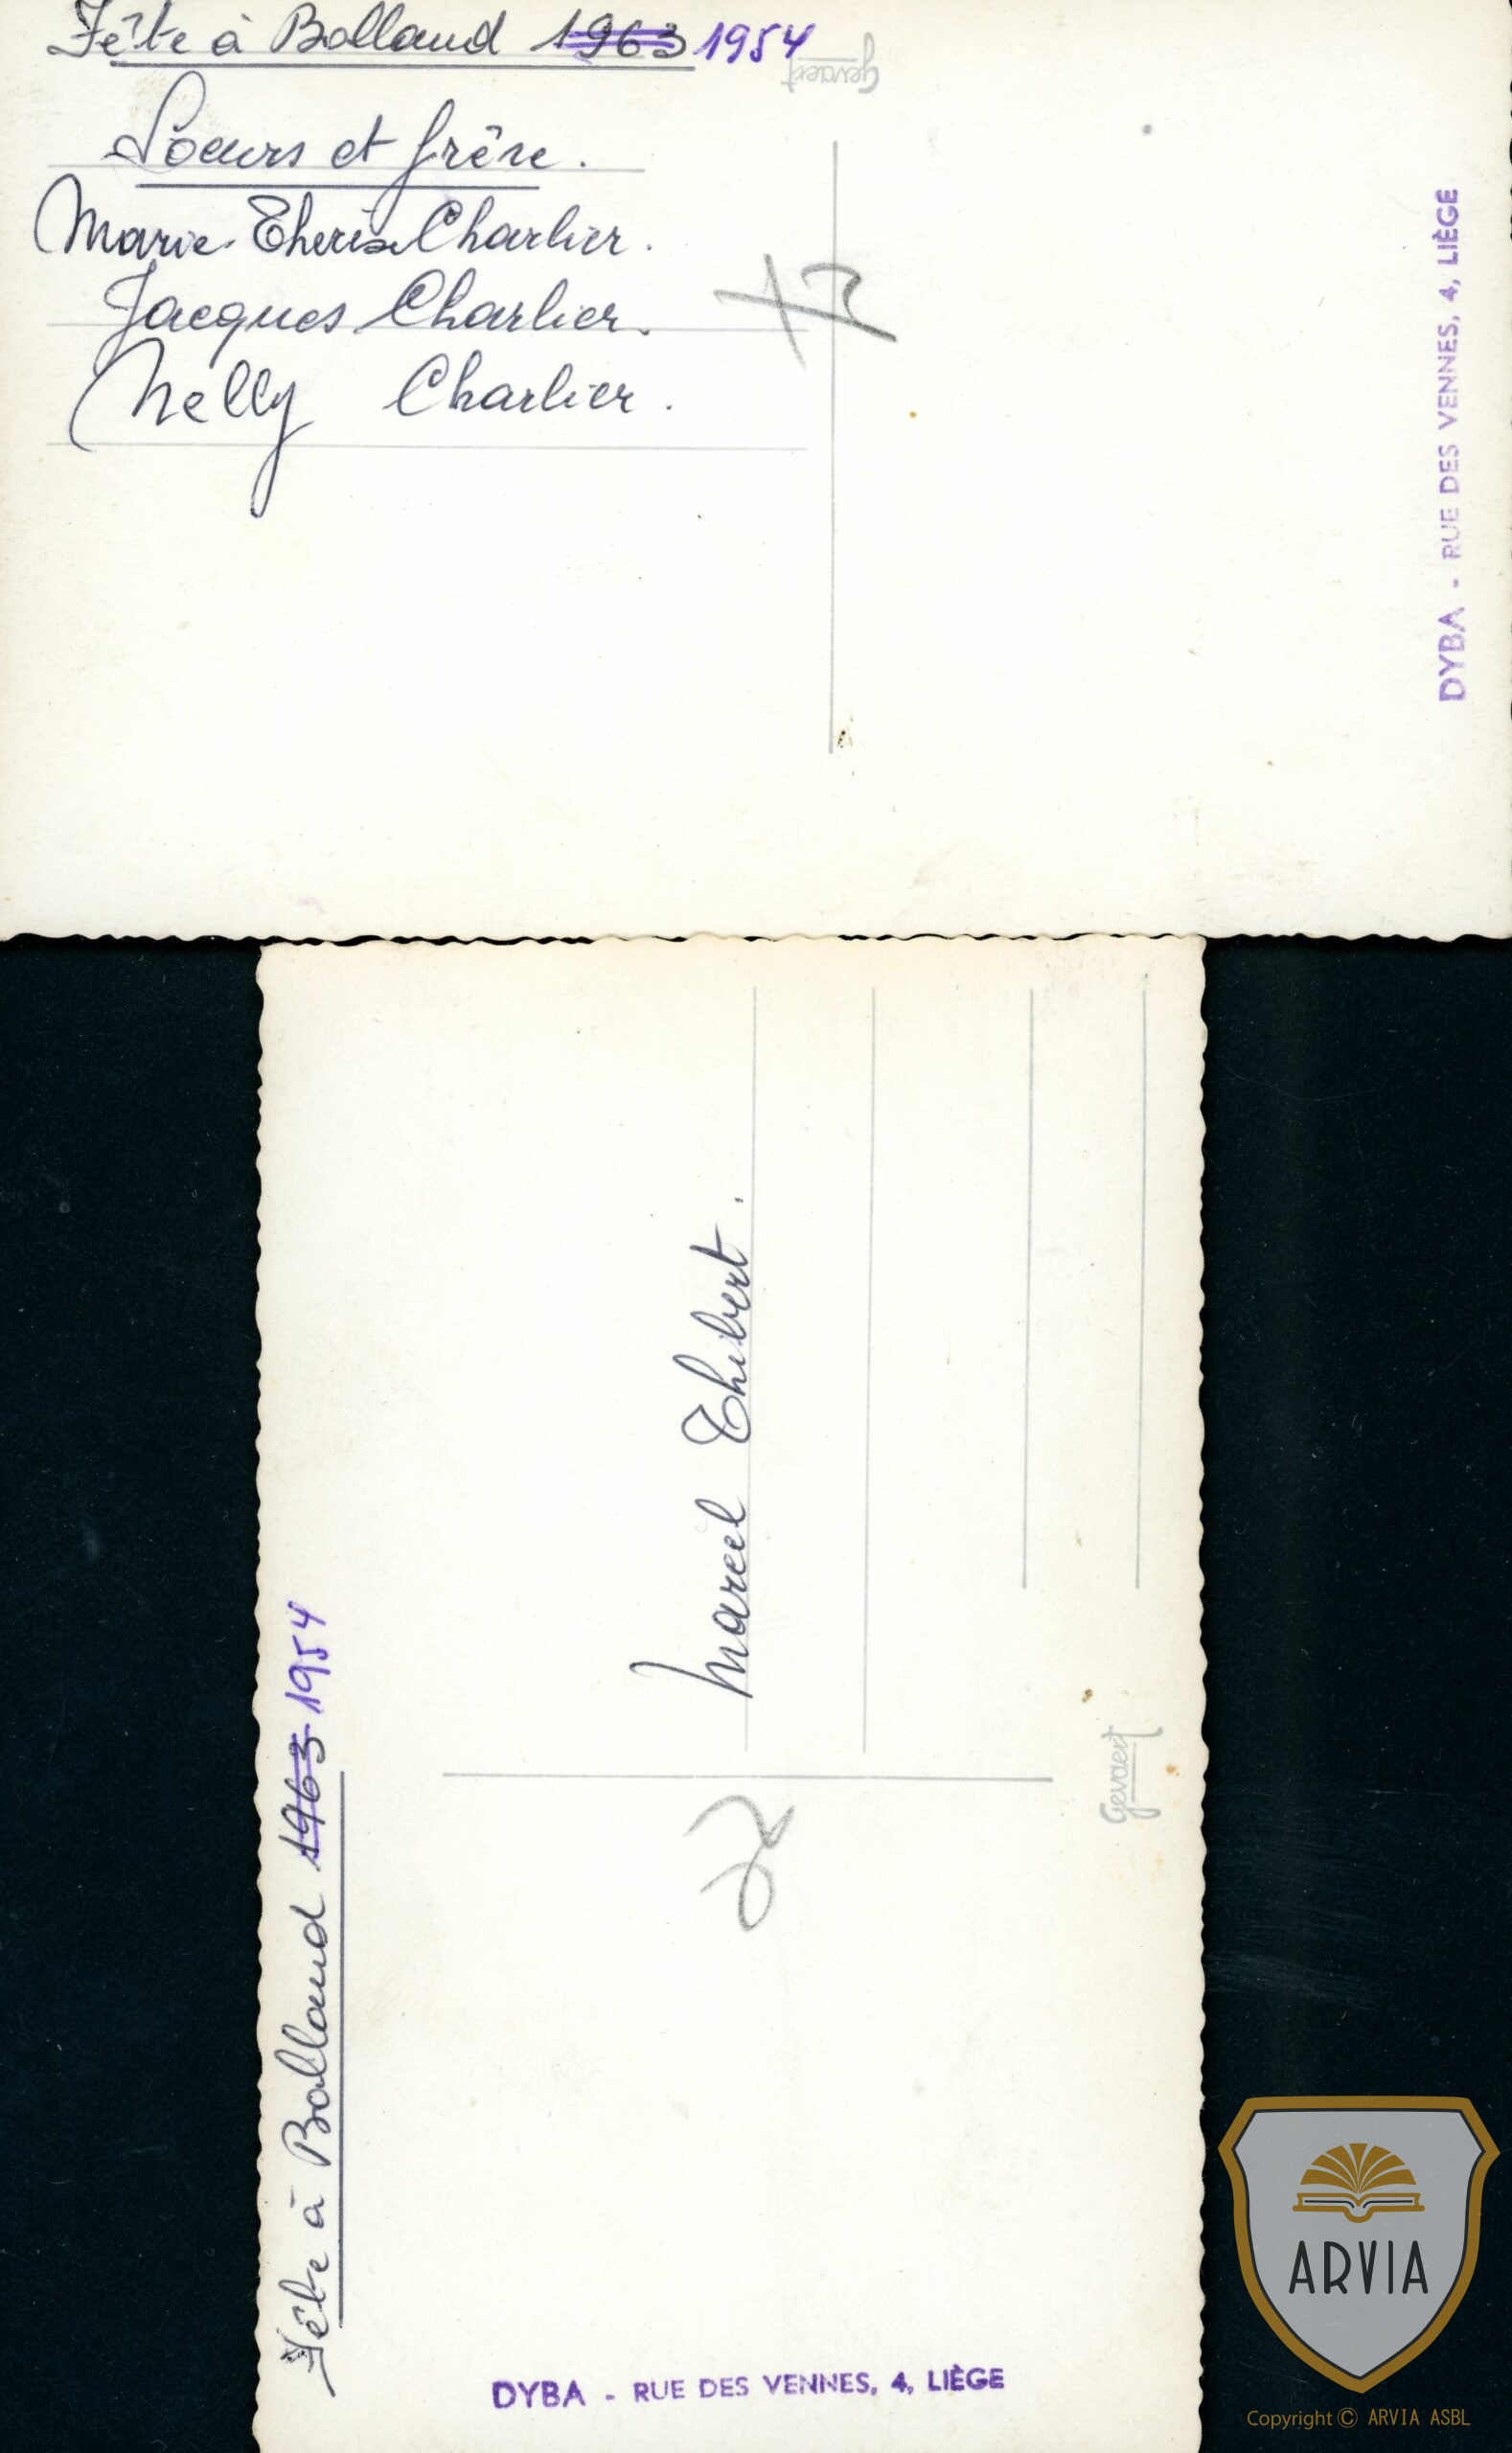 Fête à Bolland 1963 1954
Gevaert
Soeurs et frère.
Marie-Therèse Charlier.
Jacques Charlier.
Nelly Charlier.
DYBA - RUE DES VENNES, 4, LIÈGE
Marcel Thibert.
Fête à Bolland 1963 1954
Gevaert
DYBA - RUE DES VENNES, 4, LIÈGE
ARVIA
Copyright © ARVIA ASBL